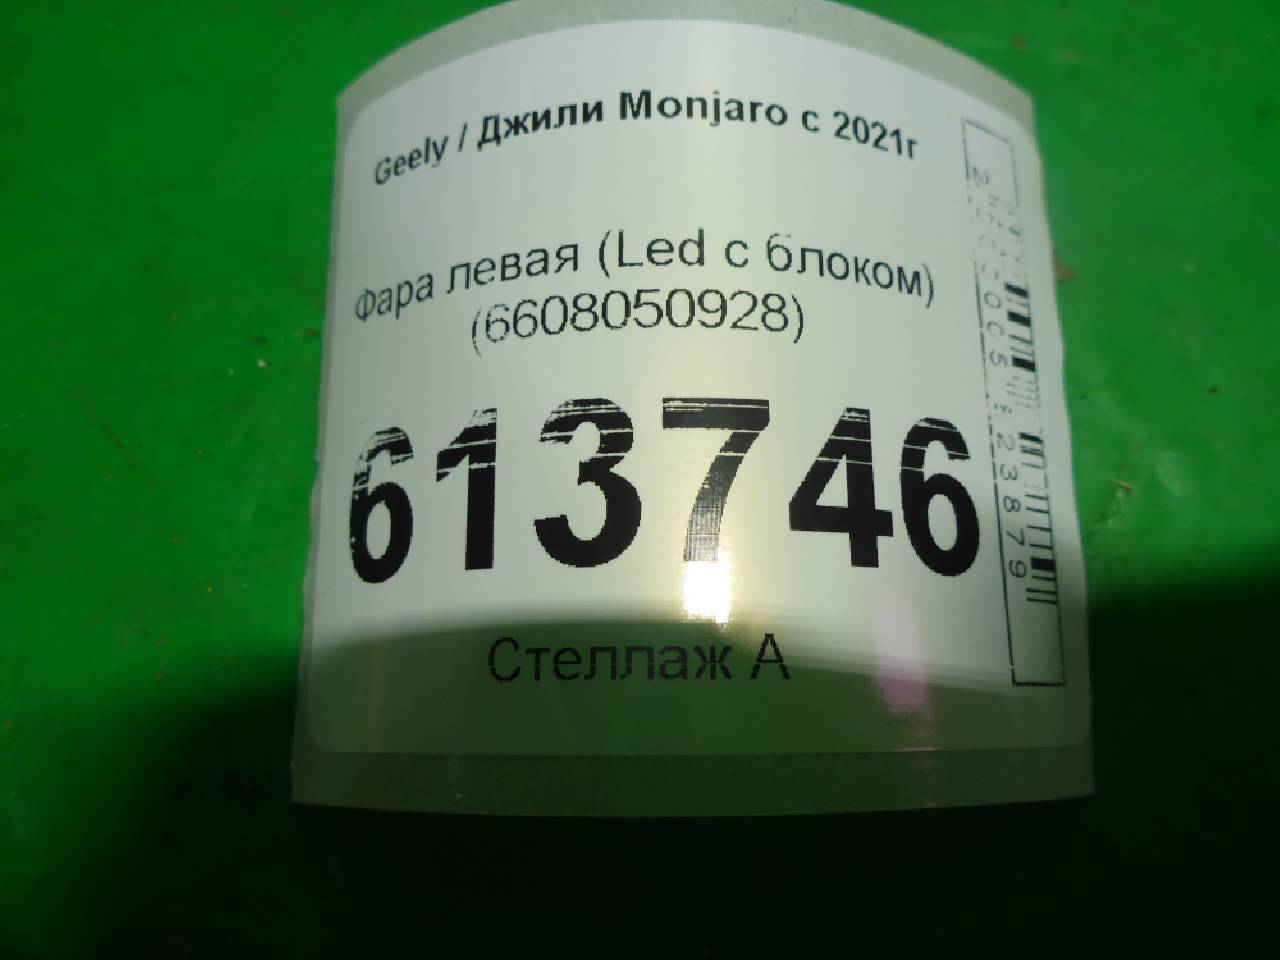 Geely / Джили Monjaro с 2021г
Фара левая (Led с блоком)
(6608050928)
613746
Стеллаж А